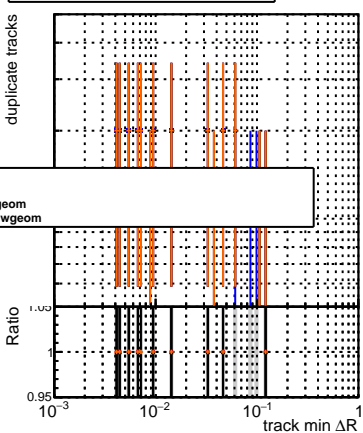 duplicate tracks
geom
wgeom
Ratio
1.05
1
0.95
10−3
10−2
10−1
1
track min ΔR